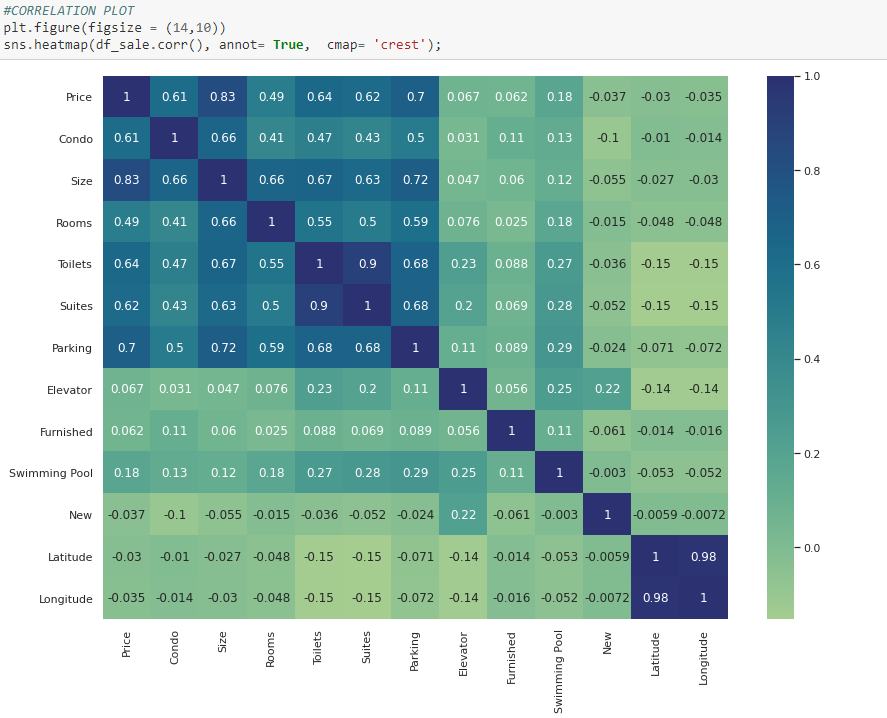 #CORRELATION PLOT
plt.figure(figsize = (14,10))
sns.heatmap(df_sale.corr(), annot= True,  cmap= 'crest');
Price 1 0.61 0.83 0.49 0.64 0.62 0.7 0.067 0.062 0.18 -0.037 -0.03 -0.035
Condo 0.61 1 0.66 0.41 0.47 0.43 0.5 0.031 0.11 0.13 -0.1 -0.01 -0.014
Size 0.83 0.66 1 0.66 0.67 0.63 0.72 0.047 0.06 0.12 -0.055 -0.027 -0.03
Rooms 0.49 0.41 0.66 1 0.55 0.5 0.59 0.076 0.025 0.18 -0.015 -0.048 -0.048
Toilets 0.64 0.47 0.67 0.55 1 0.9 0.68 0.23 0.088 0.27 -0.036 -0.15 -0.15
Suites 0.62 0.43 0.63 0.5 0.9 1 0.68 0.2 0.069 0.28 -0.052 -0.15 -0.15
Parking 0.7 0.5 0.72 0.59 0.68 0.68 1 0.11 0.089 0.29 -0.024 -0.071 -0.072
Elevator 0.067 0.031 0.047 0.076 0.23 0.2 0.11 1 0.056 0.25 0.22 -0.14 -0.14
Furnished 0.062 0.11 0.06 0.025 0.088 0.069 0.089 0.056 1 0.11 -0.061 -0.014 -0.016
Swimming Pool 0.18 0.13 0.12 0.18 0.27 0.28 0.29 0.25 0.11 1 -0.003 -0.053 -0.052
New -0.037 -0.1 -0.055 -0.015 -0.036 -0.052 -0.024 0.22 -0.061 -0.003 1 -0.0059 -0.0072
Latitude -0.03 -0.01 -0.027 -0.048 -0.15 -0.15 -0.071 -0.14 -0.014 -0.053 -0.0059 1 0.98
Longitude -0.035 -0.014 -0.03 -0.048 -0.15 -0.15 -0.072 -0.14 -0.016 -0.052 -0.0072 0.98 1
Price Condo Size Rooms Toilets Suites Parking Elevator Furnished Swimming Pool New Latitude Longitude
1.0
0.8
0.6
0.4
0.2
0.0